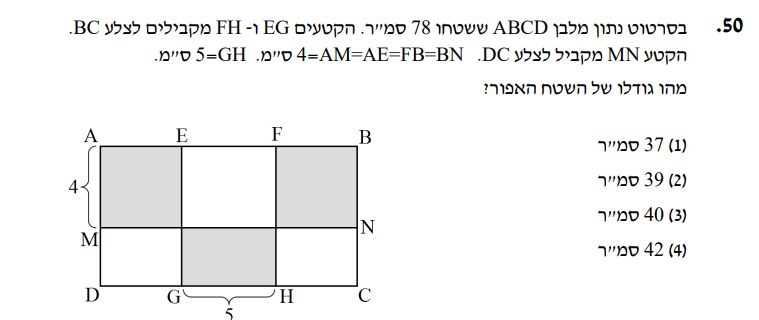 50. בסרטוט נתון מלבן ABCD ששטחו 78 סמ״ר. הקטעים EG ו- FH מקבילים לצלע BC.
הקטע MN מקביל לצלע DC. AM=AE=FB=BN=4 ס״מ. GH=5 ס״מ.
מהו גודלו של השטח האפור?
(1) 37 סמ״ר
(2) 39 סמ״ר
(3) 40 סמ״ר
(4) 42 סמ״ר
A E F B
4
M N
D G H C
5